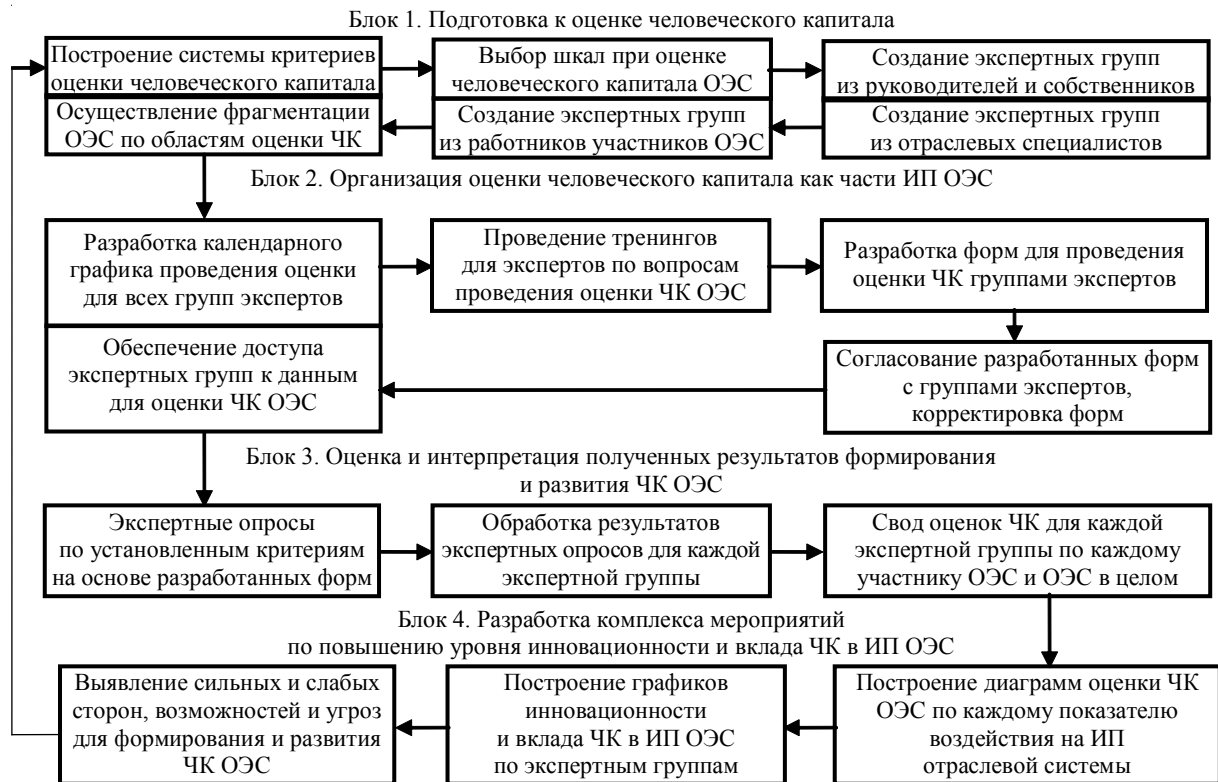 Блок 1. Подготовка к оценке человеческого капитала
Построение системы критериев
оценки человеческого капитала
Выбор шкал при оценке
человеческого капитала ОЭС
Создание экспертных групп
из руководителей и собственников
Осуществление фрагментации
ОЭС по областям оценки ЧК
Создание экспертных групп
из работников участников ОЭС
Создание экспертных групп
из отраслевых специалистов
Блок 2. Организация оценки человеческого капитала как части ИП ОЭС
Разработка календарного
графика проведения оценки
для всех групп экспертов
Проведение тренингов
для экспертов по вопросам
проведения оценки ЧК ОЭС
Разработка форм для проведения
оценки ЧК группами экспертов
Обеспечение доступа
экспертных групп к данным
для оценки ЧК ОЭС
Согласование разработанных форм
с группами экспертов,
корректировка форм
Блок 3. Оценка и интерпретация полученных результатов формирования
и развития ЧК ОЭС
Экспертные опросы
по установленным критериям
на основе разработанных форм
Обработка результатов
экспертных опросов для каждой
экспертной группы
Свод оценок ЧК для каждой
экспертной группы по каждому
участнику ОЭС и ОЭС в целом
Блок 4. Разработка комплекса мероприятий
по повышению уровня инновационности и вклада ЧК в ИП ОЭС
Выявление сильных и слабых
сторон, возможностей и угроз
для формирования и развития
ЧК ОЭС
Построение графиков
инновационности
и вклада ЧК в ИП ОЭС
по экспертным группам
Построение диаграмм оценки ЧК
ОЭС по каждому показателю
воздействия на ИП
отраслевой системы